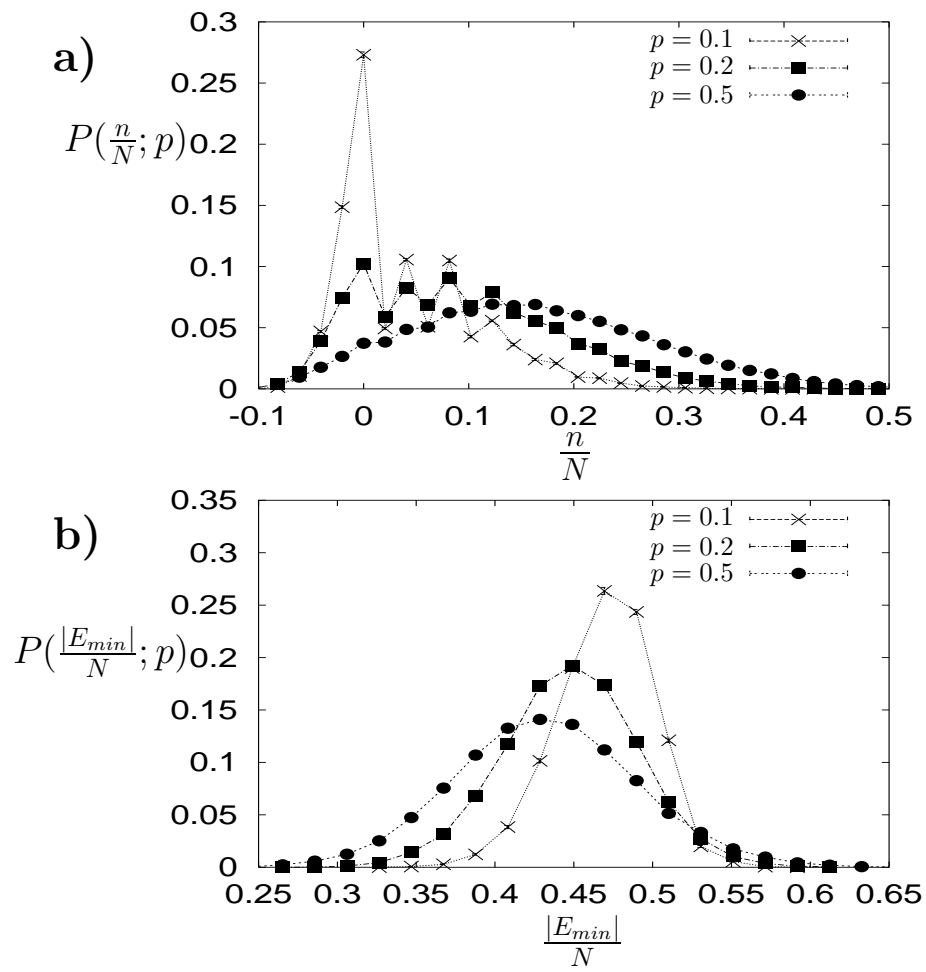 a)
P(n/N; p)
0.3
0.25
0.2
0.15
0.1
0.05
0
p = 0.1
p = 0.2
p = 0.5
-0.1 0 0.1 0.2 0.3 0.4 0.5
n/N
b)
P(|E_min|/N; p)
0.35
0.3
0.25
0.2
0.15
0.1
0.05
0
p = 0.1
p = 0.2
p = 0.5
0.25 0.3 0.35 0.4 0.45 0.5 0.55 0.6 0.65
|E_min|/N